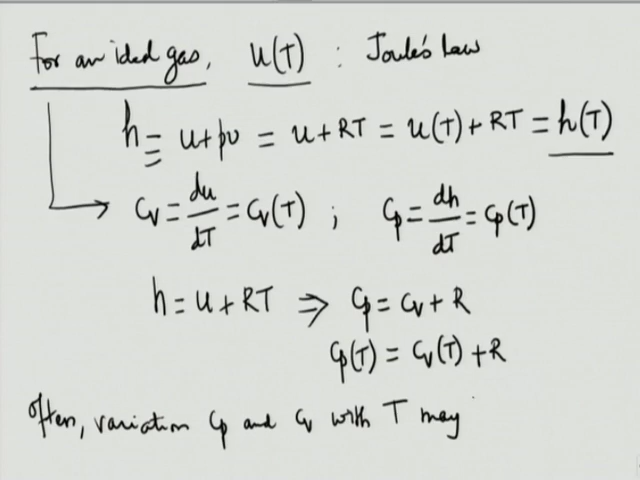 For an ideal gas, u(T) : Joule's Law
h = u + pv = u + RT = u(T) + RT = h(T)
Cv = du/dT = Cv(T) ; Cp = dh/dT = Cp(T)
h = u + RT ⇒ Cp = Cv + R
Cp(T) = Cv(T) + R
Often, variation Cp and Cv with T may